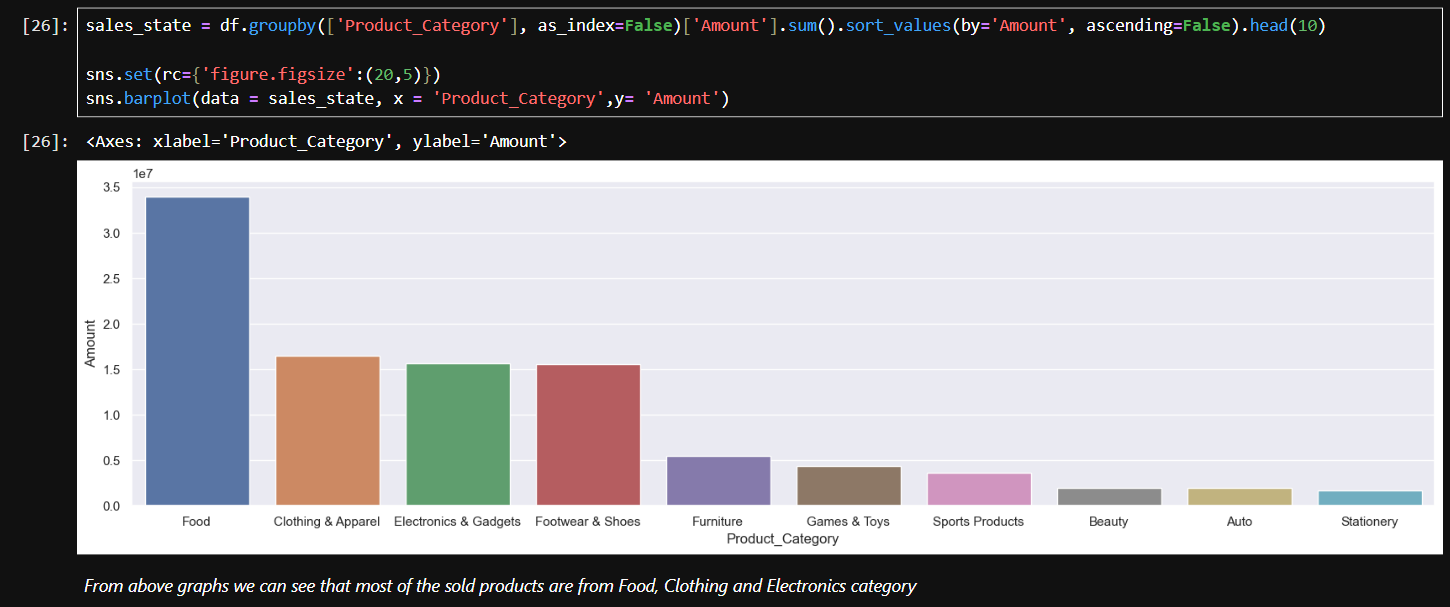 [26]: sales_state = df.groupby(['Product_Category'], as_index=False)['Amount'].sum().sort_values(by='Amount', ascending=False).head(10)
sns.set(rc={'figure.figsize':(20,5)})
sns.barplot(data = sales_state, x = 'Product_Category',y= 'Amount')
[26]: <Axes: xlabel='Product_Category', ylabel='Amount'>
1e7
3.5
3.0
2.5
2.0
1.5
1.0
0.5
0.0
Amount
Food Clothing & Apparel Electronics & Gadgets Footwear & Shoes Furniture Games & Toys Sports Products Beauty Auto Stationery
Product_Category
From above graphs we can see that most of the sold products are from Food, Clothing and Electronics category